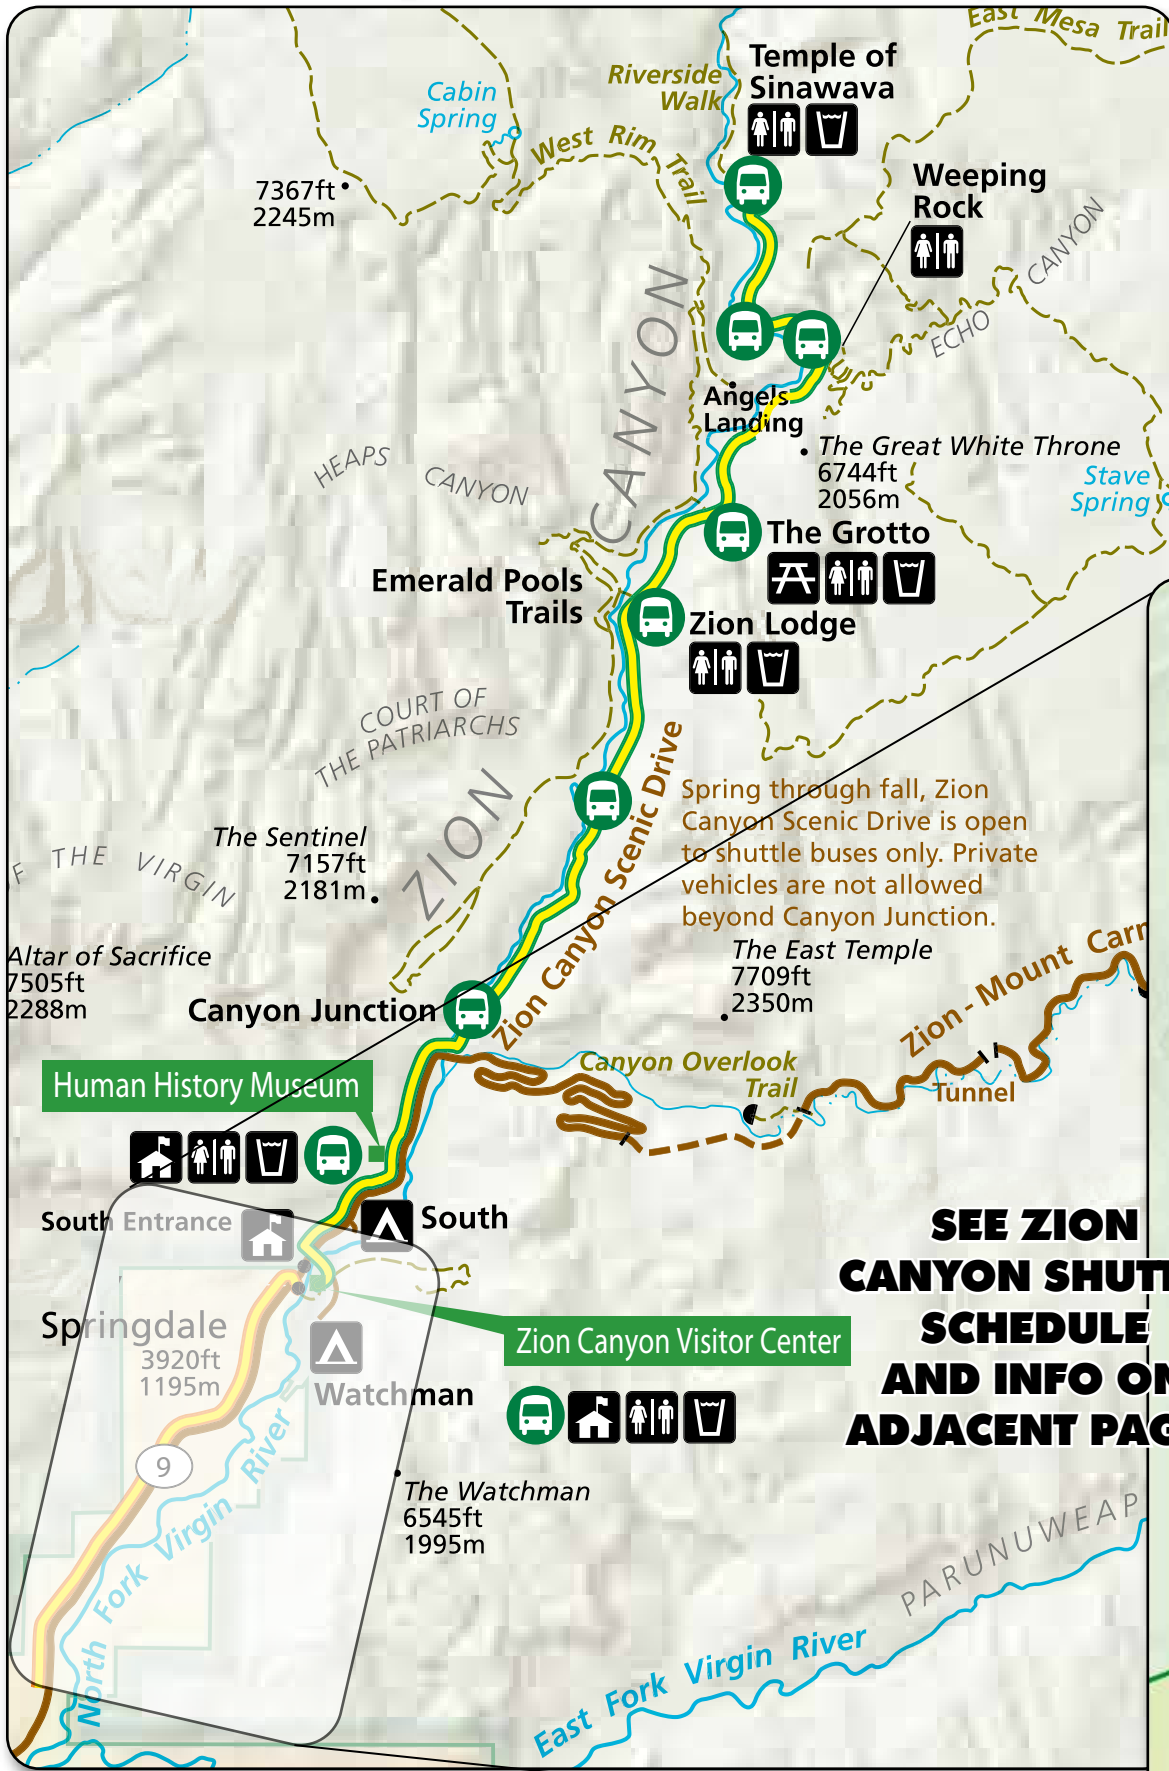 East Mesa Trail
Temple of
Sinawava
Riverside
Walk
Cabin
Spring
West Rim Trail
Weeping
Rock
7367ft
2245m
CANYON
ECHO
CANYON
Angels
Landing
The Great White Throne
6744ft
2056m
Stave
Spring
HEAPS CANYON
The Grotto
Emerald Pools
Trails
Zion Lodge
COURT OF
THE PATRIARCHS
ZION
Zion Canyon Scenic Drive
Spring through fall, Zion
Canyon Scenic Drive is open
to shuttle buses only. Private
vehicles are not allowed
beyond Canyon Junction.
The Sentinel
7157ft
2181m
OF THE VIRGIN
Altar of Sacrifice
7505ft
2288m
The East Temple
7709ft
2350m
Zion-Mount Carm
Canyon Junction
Canyon Overlook
Trail
Tunnel
Human History Museum
South Entrance
South
SEE ZION
CANYON SHUTT
SCHEDULE
AND INFO ON
ADJACENT PAG
Springdale
3920ft
1195m
Zion Canyon Visitor Center
Watchman
9
The Watchman
6545ft
1995m
North Fork Virgin River
PARUNUWEAP
East Fork Virgin River